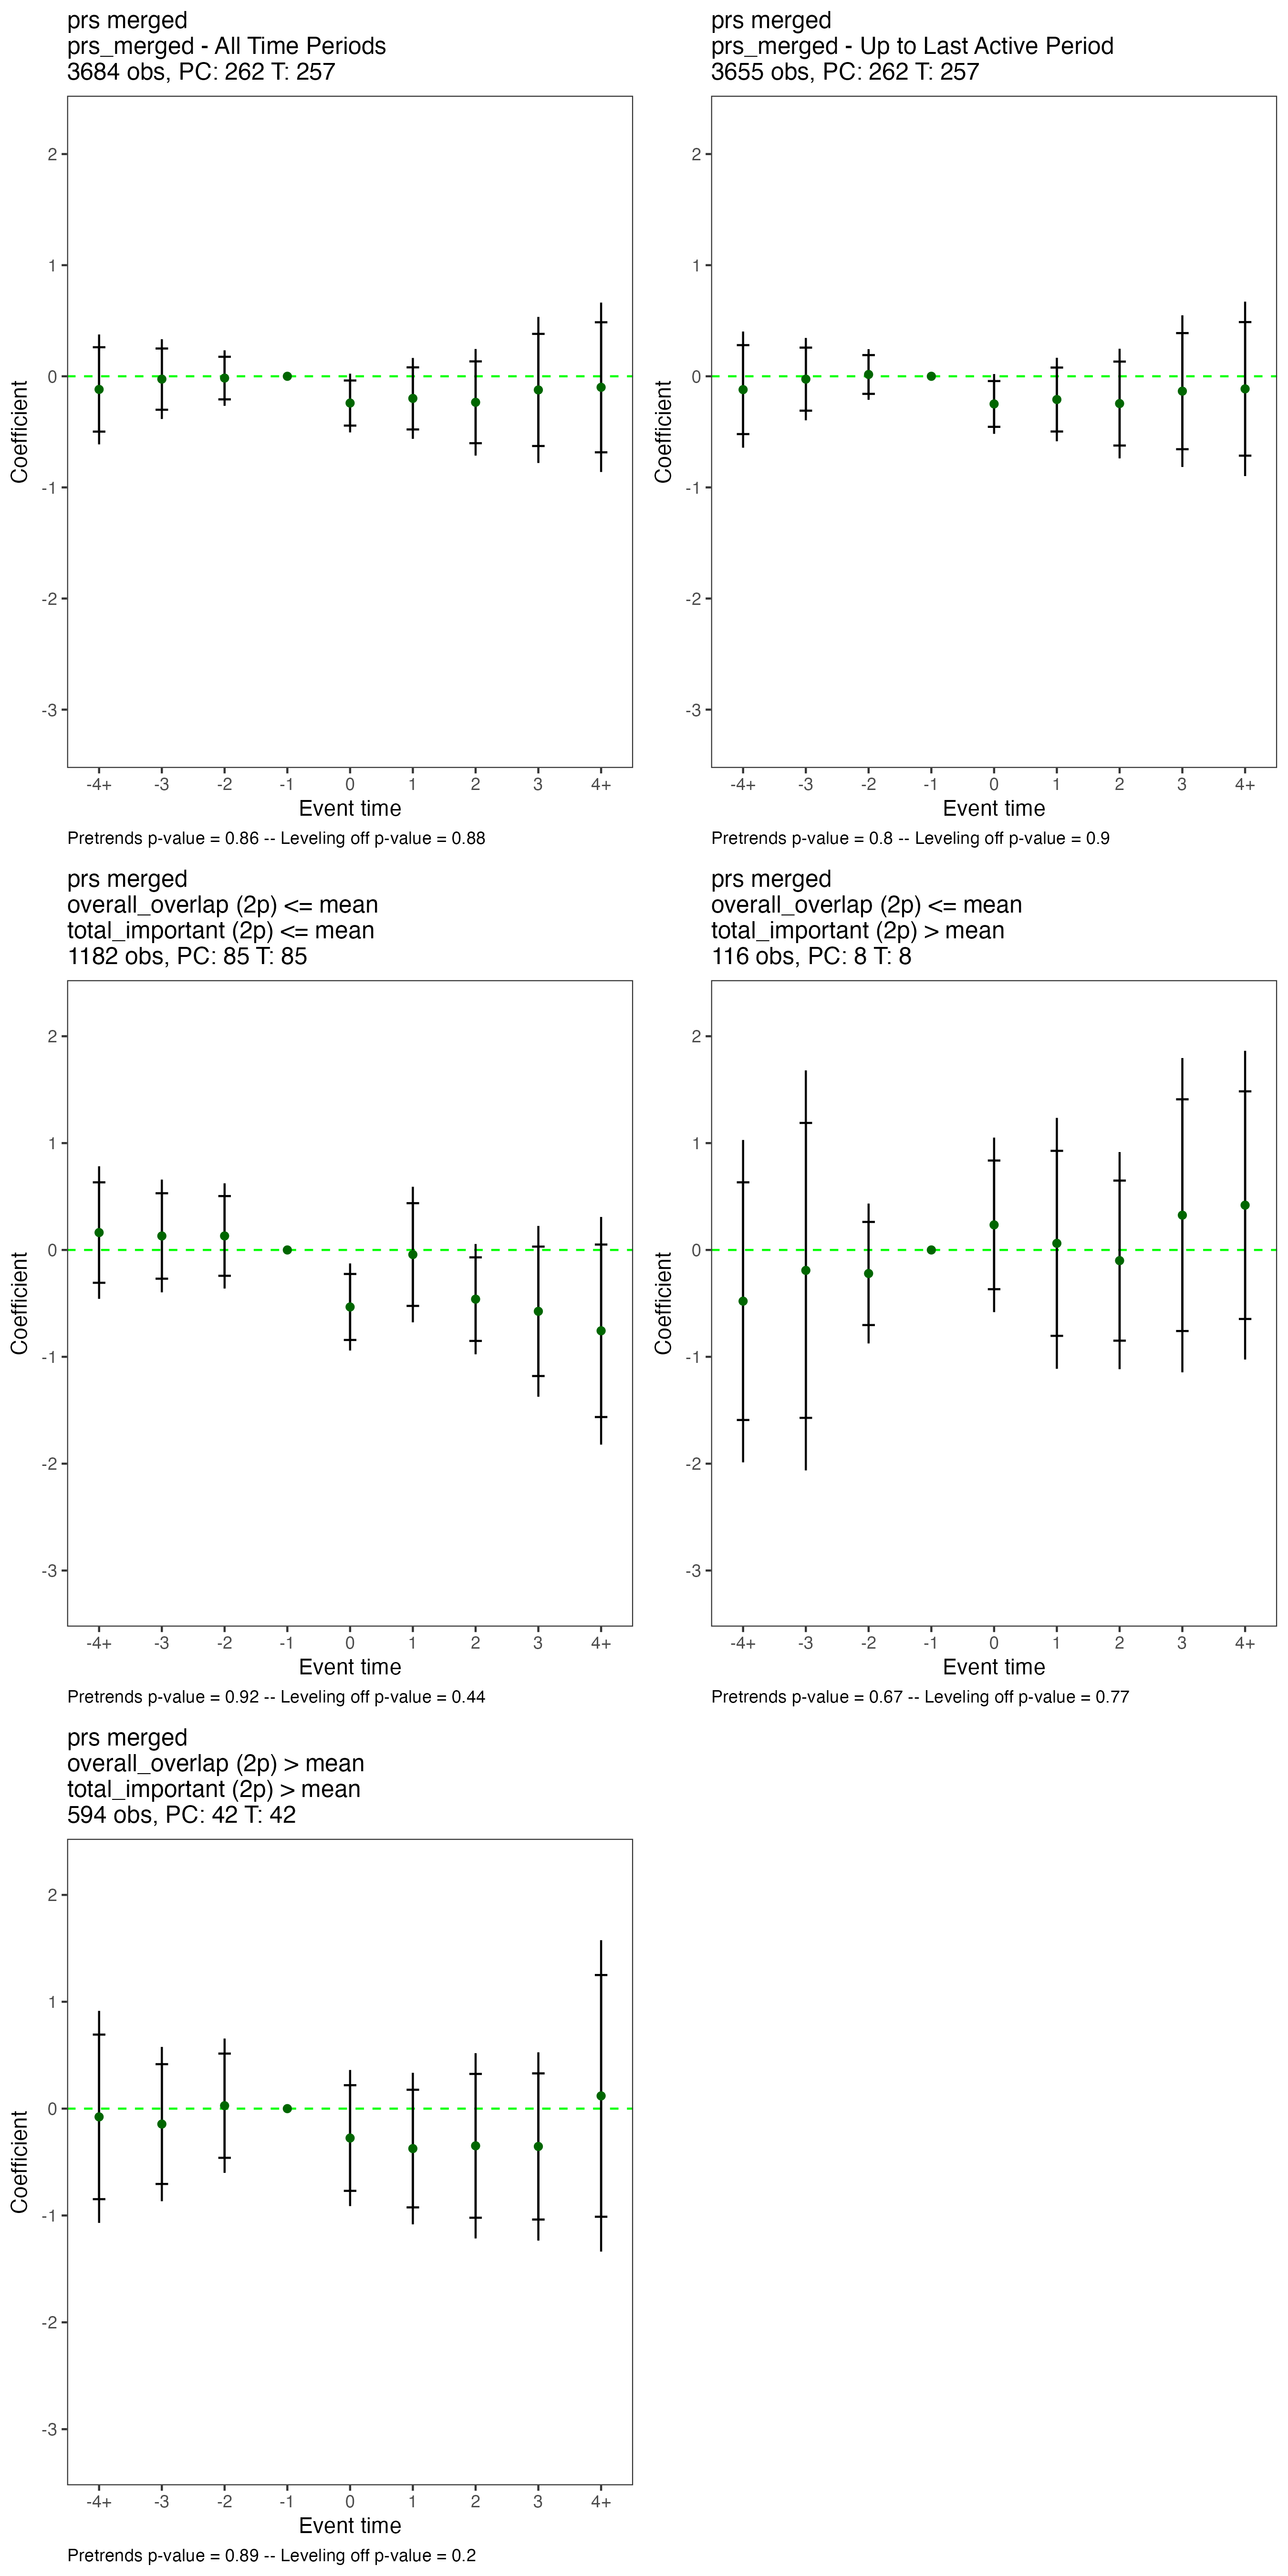 prs merged
prs_merged - All Time Periods
3684 obs, PC: 262 T: 257
2
1
0
-1
-2
-3
Coefficient
-4+ -3 -2 -1 0 1 2 3 4+
Event time
Pretrends p-value = 0.86 -- Leveling off p-value = 0.88
prs merged
prs_merged - Up to Last Active Period
3655 obs, PC: 262 T: 257
2
1
0
-1
-2
-3
Coefficient
-4+ -3 -2 -1 0 1 2 3 4+
Event time
Pretrends p-value = 0.8 -- Leveling off p-value = 0.9
prs merged
overall_overlap (2p) <= mean
total_important (2p) <= mean
1182 obs, PC: 85 T: 85
2
1
0
-1
-2
-3
Coefficient
-4+ -3 -2 -1 0 1 2 3 4+
Event time
Pretrends p-value = 0.92 -- Leveling off p-value = 0.44
prs merged
overall_overlap (2p) <= mean
total_important (2p) > mean
116 obs, PC: 8 T: 8
2
1
0
-1
-2
-3
Coefficient
-4+ -3 -2 -1 0 1 2 3 4+
Event time
Pretrends p-value = 0.67 -- Leveling off p-value = 0.77
prs merged
overall_overlap (2p) > mean
total_important (2p) > mean
594 obs, PC: 42 T: 42
2
1
0
-1
-2
-3
Coefficient
-4+ -3 -2 -1 0 1 2 3 4+
Event time
Pretrends p-value = 0.89 -- Leveling off p-value = 0.2